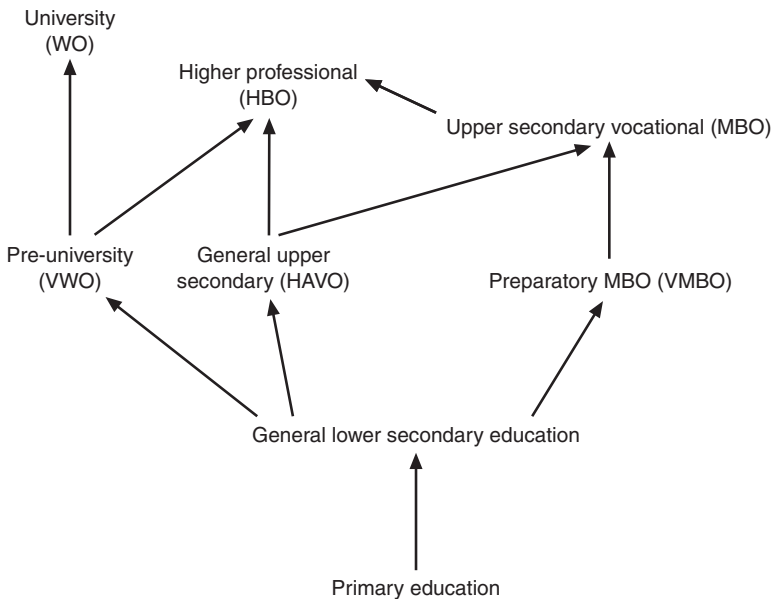 University
(WO)
Higher professional
(HBO)
Upper secondary vocational (MBO)
Pre-university
(VWO)
General upper
secondary (HAVO)
Preparatory MBO (VMBO)
General lower secondary education
Primary education